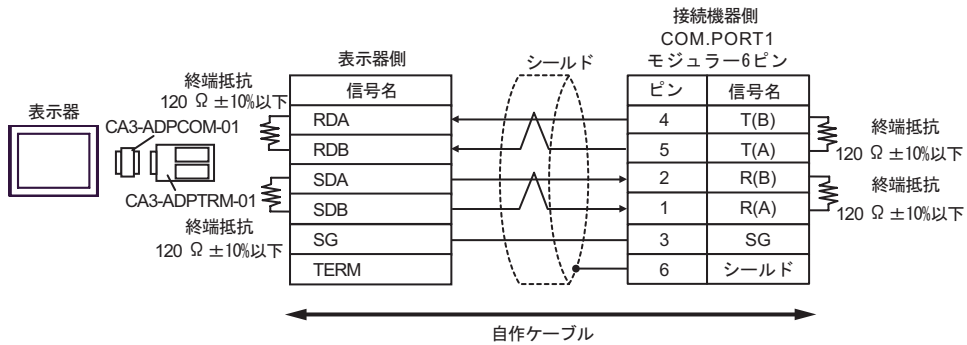 接続機器側
COM.PORT1
モジュラー6ピン
表示器側
シールド
終端抵抗
120 Ω ±10%以下
信号名
ピン
信号名
表示器
CA3-ADPCOM-01
RDA
4
T(B)
終端抵抗
120 Ω ±10%以下
RDB
5
T(A)
SDA
2
R(B)
終端抵抗
120 Ω ±10%以下
CA3-ADPTRM-01
SDB
1
R(A)
終端抵抗
120 Ω ±10%以下
SG
3
SG
TERM
6
シールド
自作ケーブル